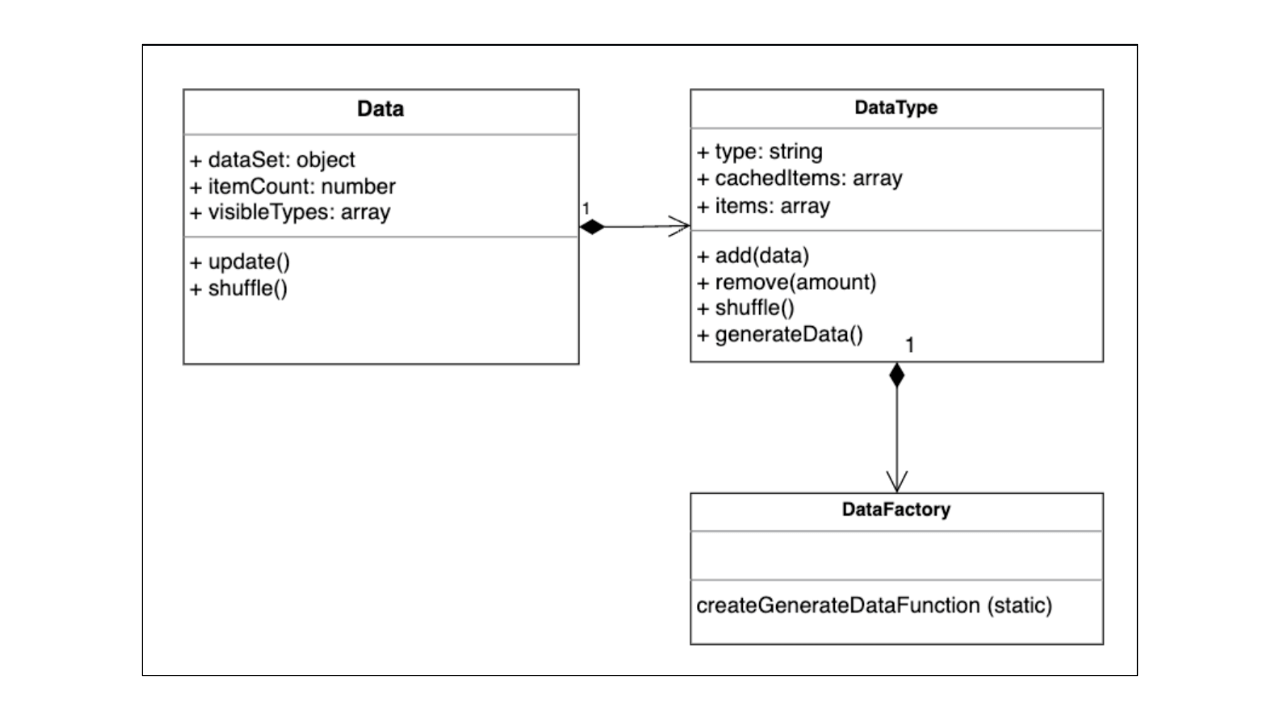 Data
+ dataSet: object
+ itemCount: number
+ visibleTypes: array
+ update()
+ shuffle()
1
DataType
+ type: string
+ cachedItems: array
+ items: array
+ add(data)
+ remove(amount)
+ shuffle()
+ generateData()
1
DataFactory
createGenerateDataFunction (static)